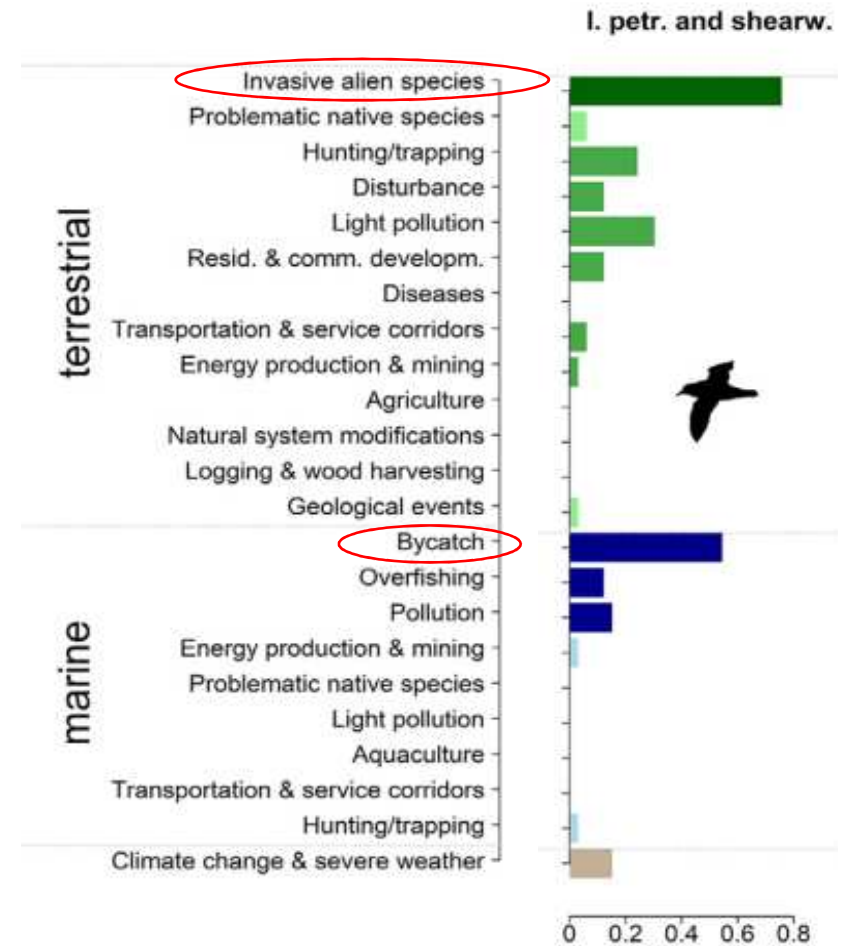 l. petr. and shearw.
terrestrial
Invasive alien species
Problematic native species
Hunting/trapping
Disturbance
Light pollution
Resid. & comm. developm.
Diseases
Transportation & service corridors
Energy production & mining
Agriculture
Natural system modifications
Logging & wood harvesting
Geological events
marine
Bycatch
Overfishing
Pollution
Energy production & mining
Problematic native species
Light pollution
Aquaculture
Transportation & service corridors
Hunting/trapping
Climate change & severe weather
0 0.2 0.4 0.6 0.8